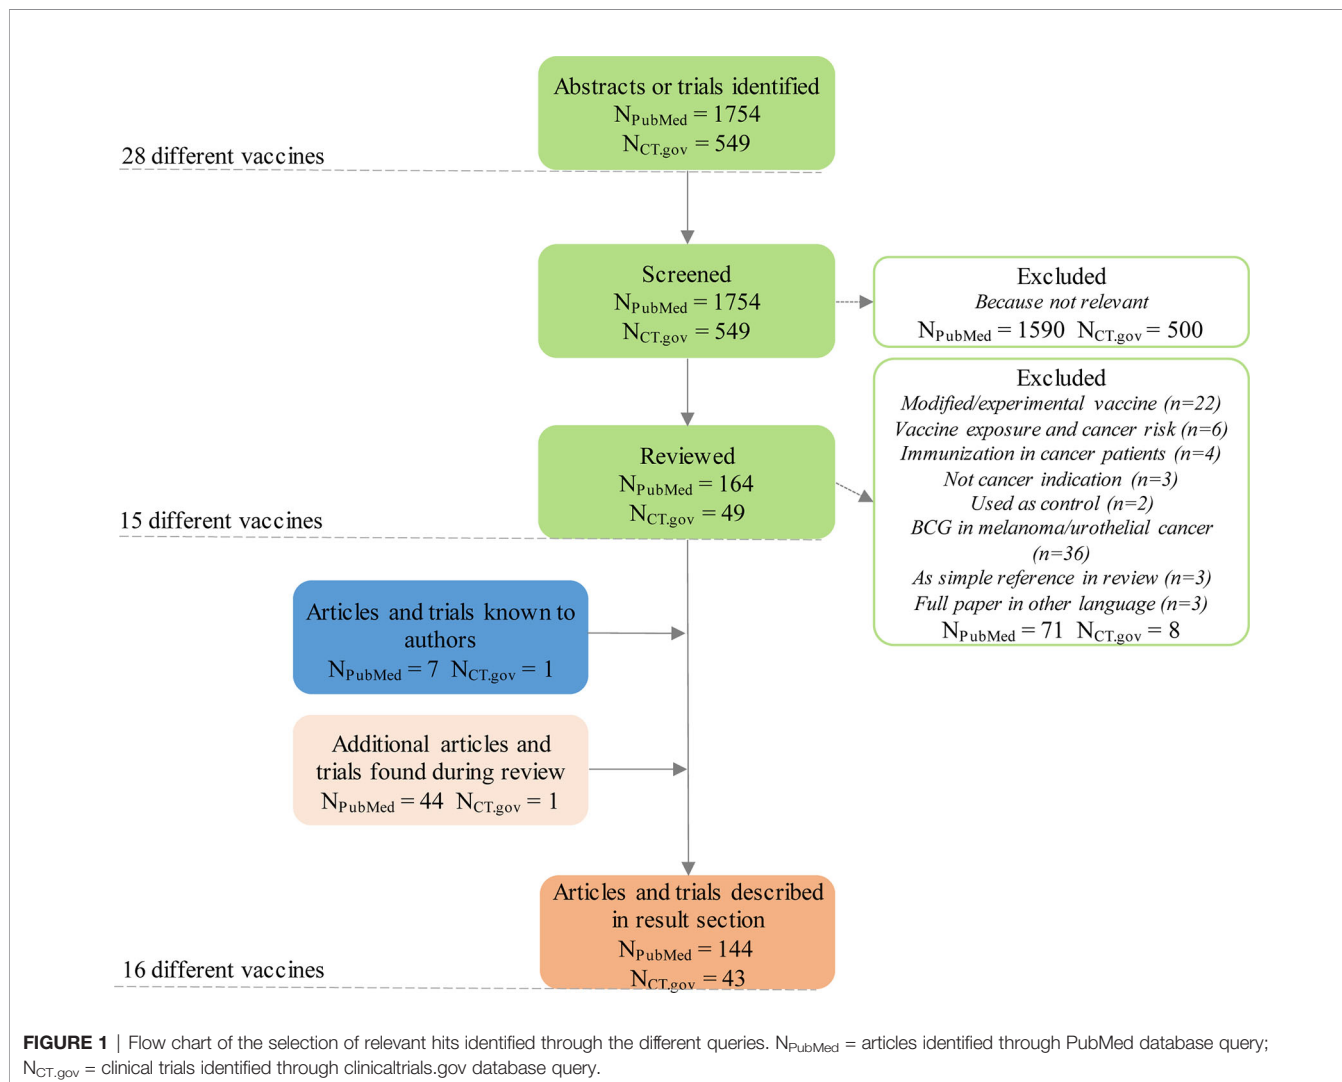 Abstracts or trials identified
NPubMed = 1754
NCT.gov = 549
28 different vaccines
Screened
NPubMed = 1754
NCT.gov = 549
Excluded
Because not relevant
NPubMed = 1590 NCT.gov = 500
Reviewed
NPubMed = 164
NCT.gov = 49
15 different vaccines
Excluded
Modified/experimental vaccine (n=22)
Vaccine exposure and cancer risk (n=6)
Immunization in cancer patients (n=4)
Not cancer indication (n=3)
Used as control (n=2)
BCG in melanoma/urothelial cancer
(n=36)
As simple reference in review (n=3)
Full paper in other language (n=3)
NPubMed = 71 NCT.gov = 8
Articles and trials known to
authors
NPubMed = 7 NCT.gov = 1
Additional articles and
trials found during review
NPubMed = 44 NCT.gov = 1
Articles and trials described
in result section
NPubMed = 144
NCT.gov = 43
16 different vaccines
FIGURE 1 | Flow chart of the selection of relevant hits identified through the different queries. NPubMed = articles identified through PubMed database query;
NCT.gov = clinical trials identified through clinicaltrials.gov database query.